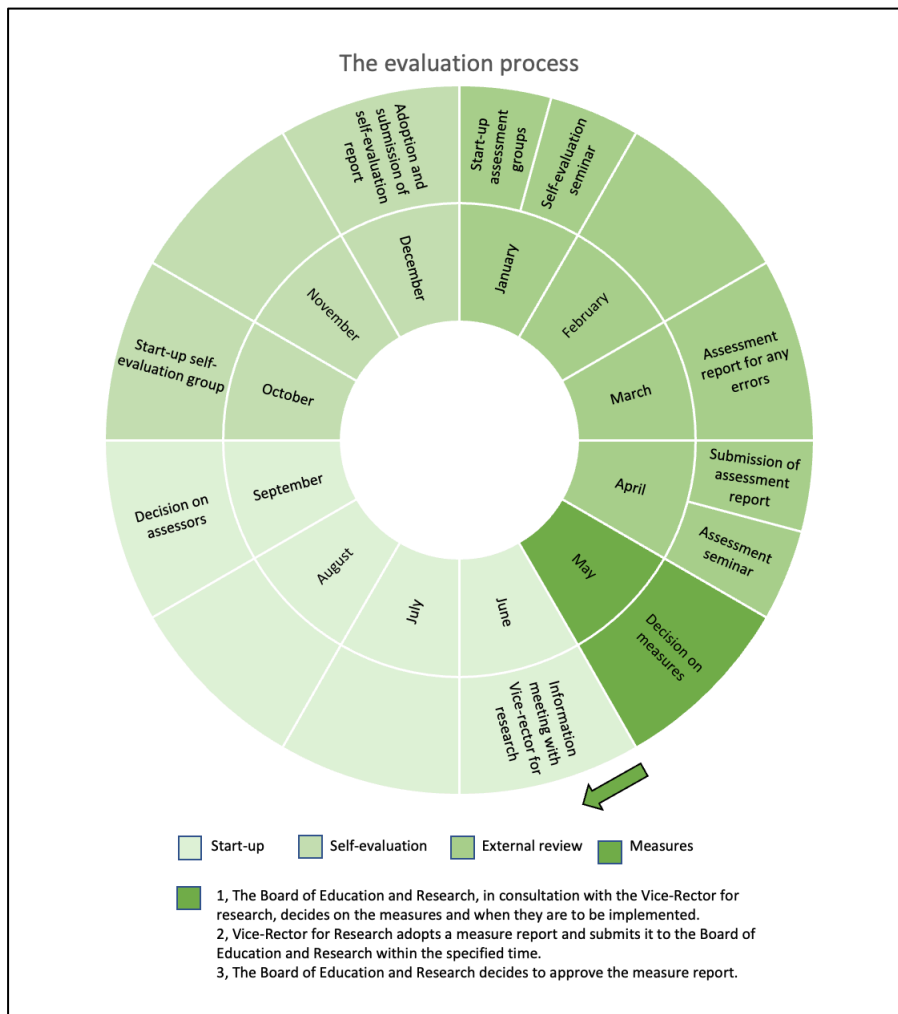 The evaluation process
Start-up
assessment
groups
Self-evaluation
seminar
Assessment
report for any
errors
Submission of
assessment
report
Assessment
seminar
Decision on
measures
Information
meeting with
Vice-rector for
research
Decision on
assessors
Start-up self-
evaluation group
Adoption and
submission of
self-evaluation
report
January
February
March
April
May
June
July
August
September
October
November
December
Start-up
Self-evaluation
External review
Measures
1, The Board of Education and Research, in consultation with the Vice-Rector for
research, decides on the measures and when they are to be implemented.
2, Vice-Rector for Research adopts a measure report and submits it to the Board of
Education and Research within the specified time.
3, The Board of Education and Research decides to approve the measure report.